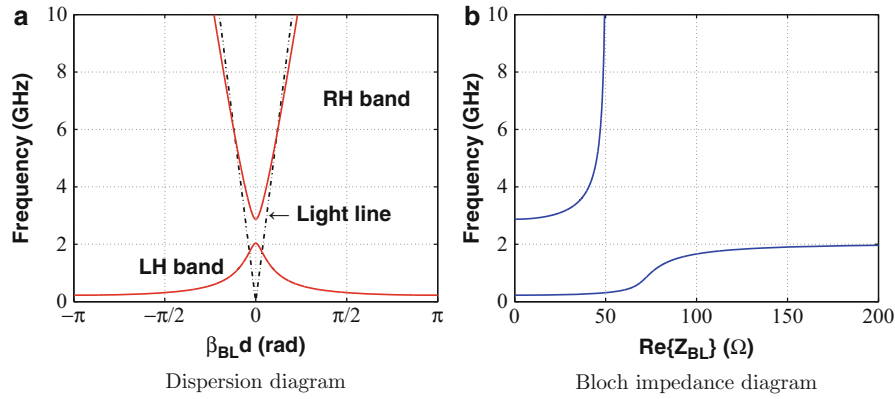 a
10
8
6
4
2
0
Frequency (GHz)
RH band
← Light line
LH band
−π
−π/2
0
π/2
π
β_BL d (rad)
Dispersion diagram
b
10
8
6
4
2
0
Frequency (GHz)
0
50
100
150
200
Re{Z_BL} (Ω)
Bloch impedance diagram